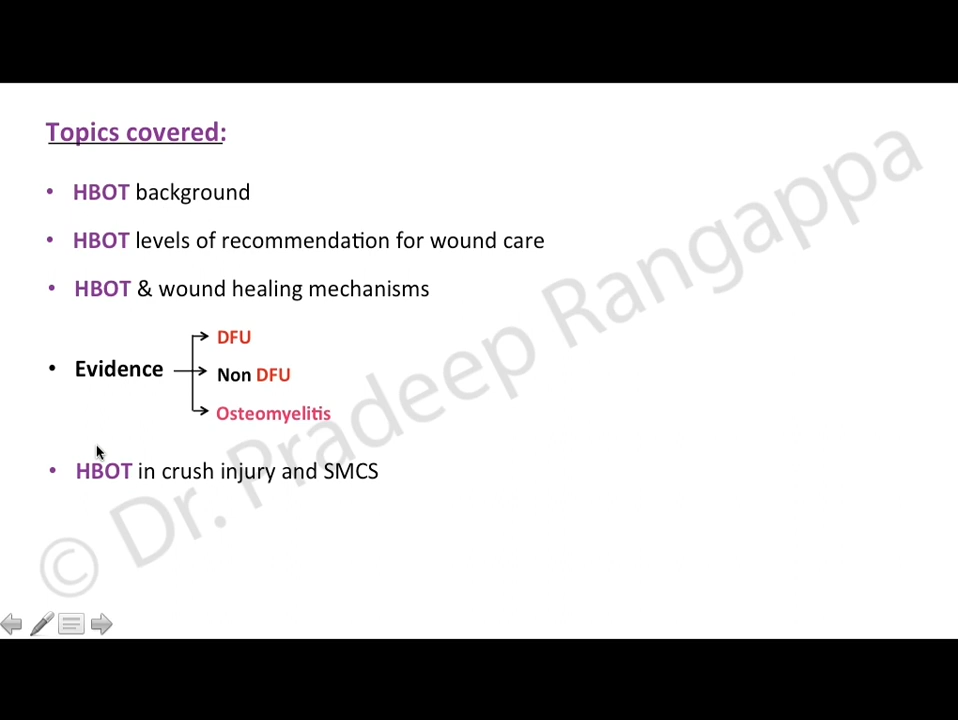 Topics covered:
• HBOT background
• HBOT levels of recommendation for wound care
• HBOT & wound healing mechanisms
DFU
• Evidence
Non DFU
Osteomyelitis
• HBOT in crush injury and SMCS
© Dr. Pradeep Rangappa